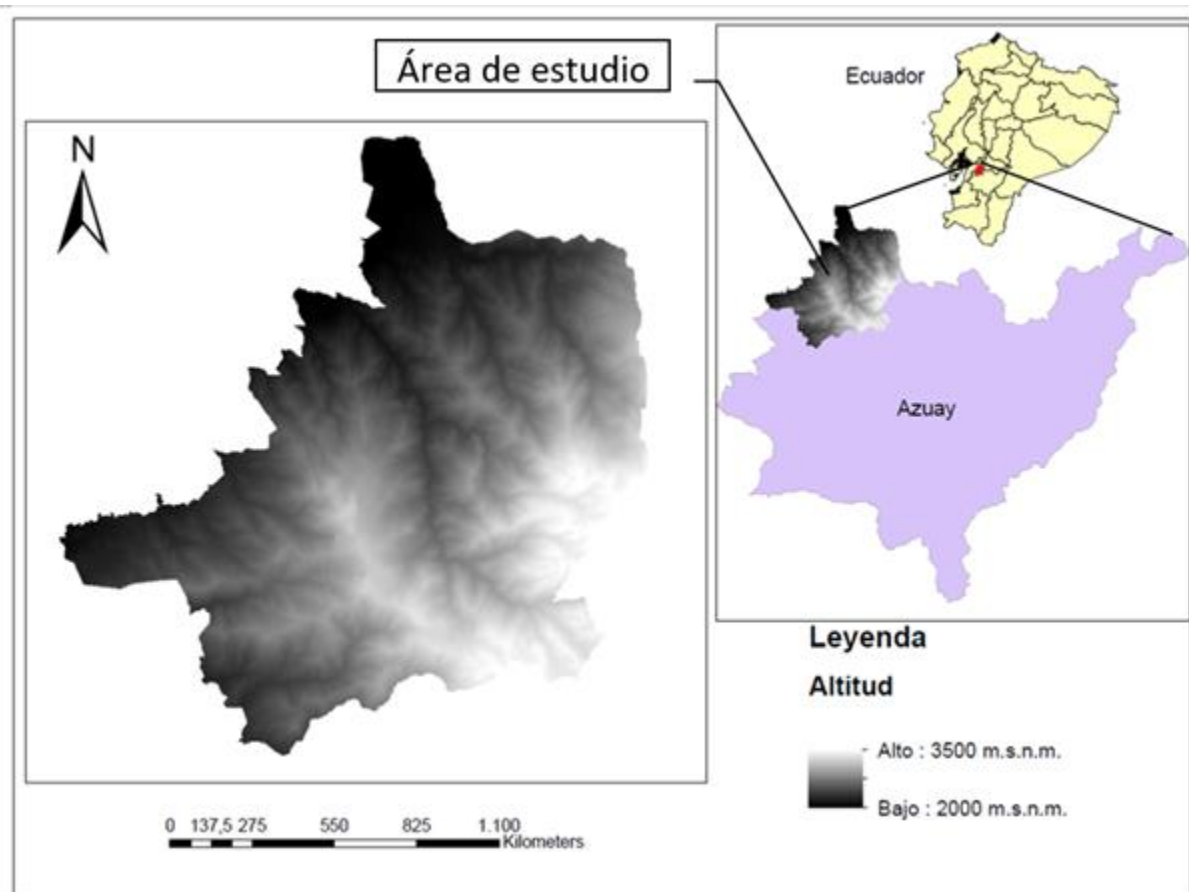 Área de estudio
Ecuador
N
Azuay
Leyenda
Altitud
Alto : 3500 m.s.n.m.
Bajo : 2000 m.s.n.m.
0 137,5 275 550 825 1.100
Kilometers